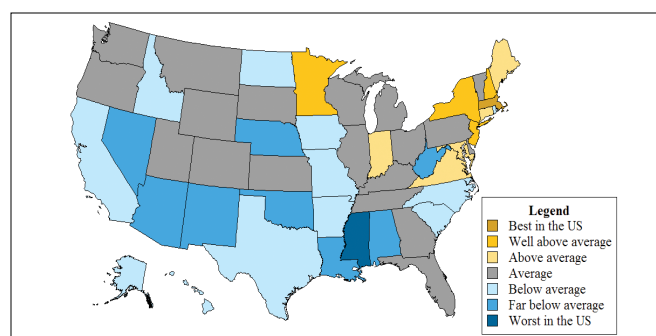 Legend
Best in the US
Well above average
Above average
Average
Below average
Far below average
Worst in the US